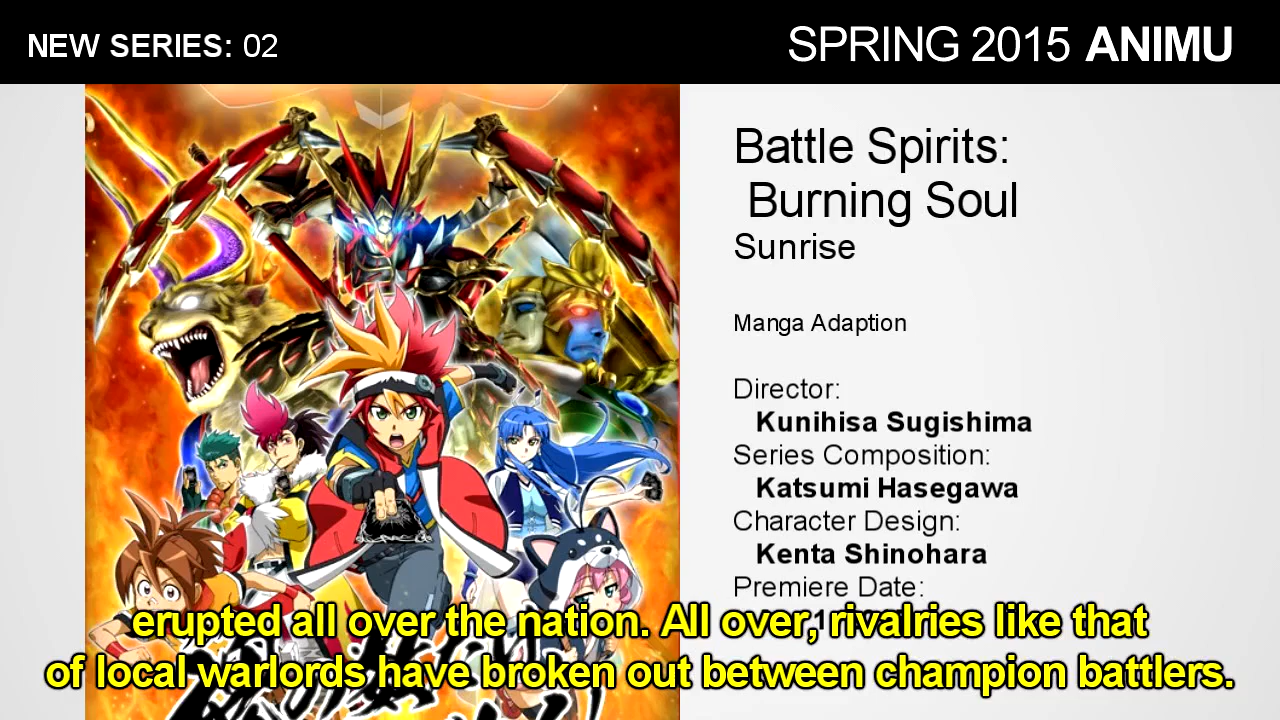 NEW SERIES: 02
SPRING 2015 ANIMU
Battle Spirits:
Burning Soul
Sunrise
Manga Adaption
Director:
Kunihisa Sugishima
Series Composition:
Katsumi Hasegawa
Character Design:
Kenta Shinohara
Premiere Date:
erupted all over the nation. All over, rivalries like that
of local warlords have broken out between champion battlers.